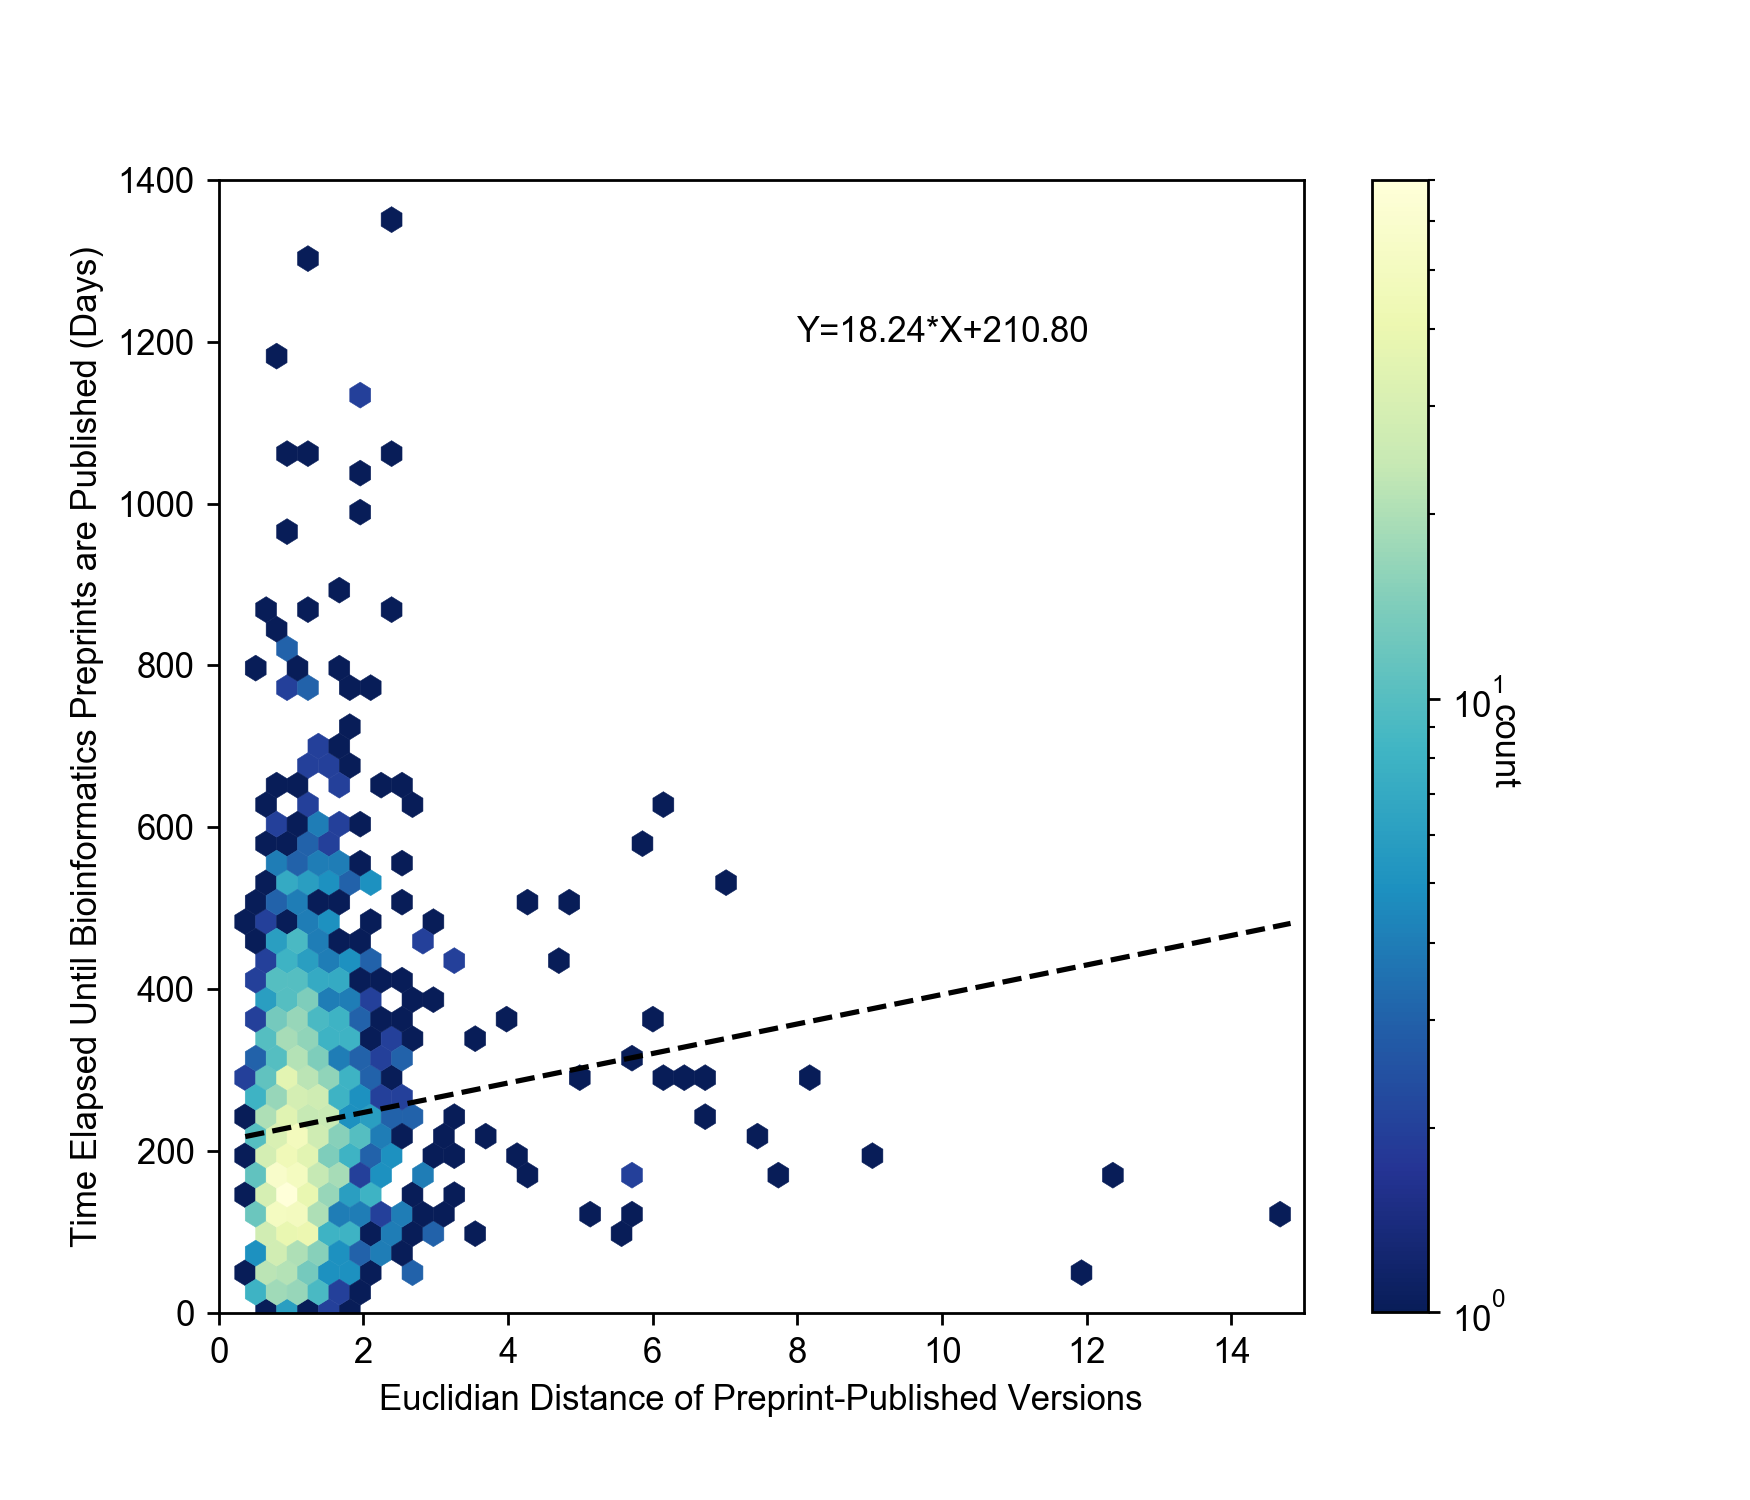 1400
1200
1000
800
600
400
200
0
Time Elapsed Until Bioinformatics Preprints are Published (Days)
Y=18.24*X+210.80
0 2 4 6 8 10 12 14
Euclidian Distance of Preprint-Published Versions
10^1
10^0
count